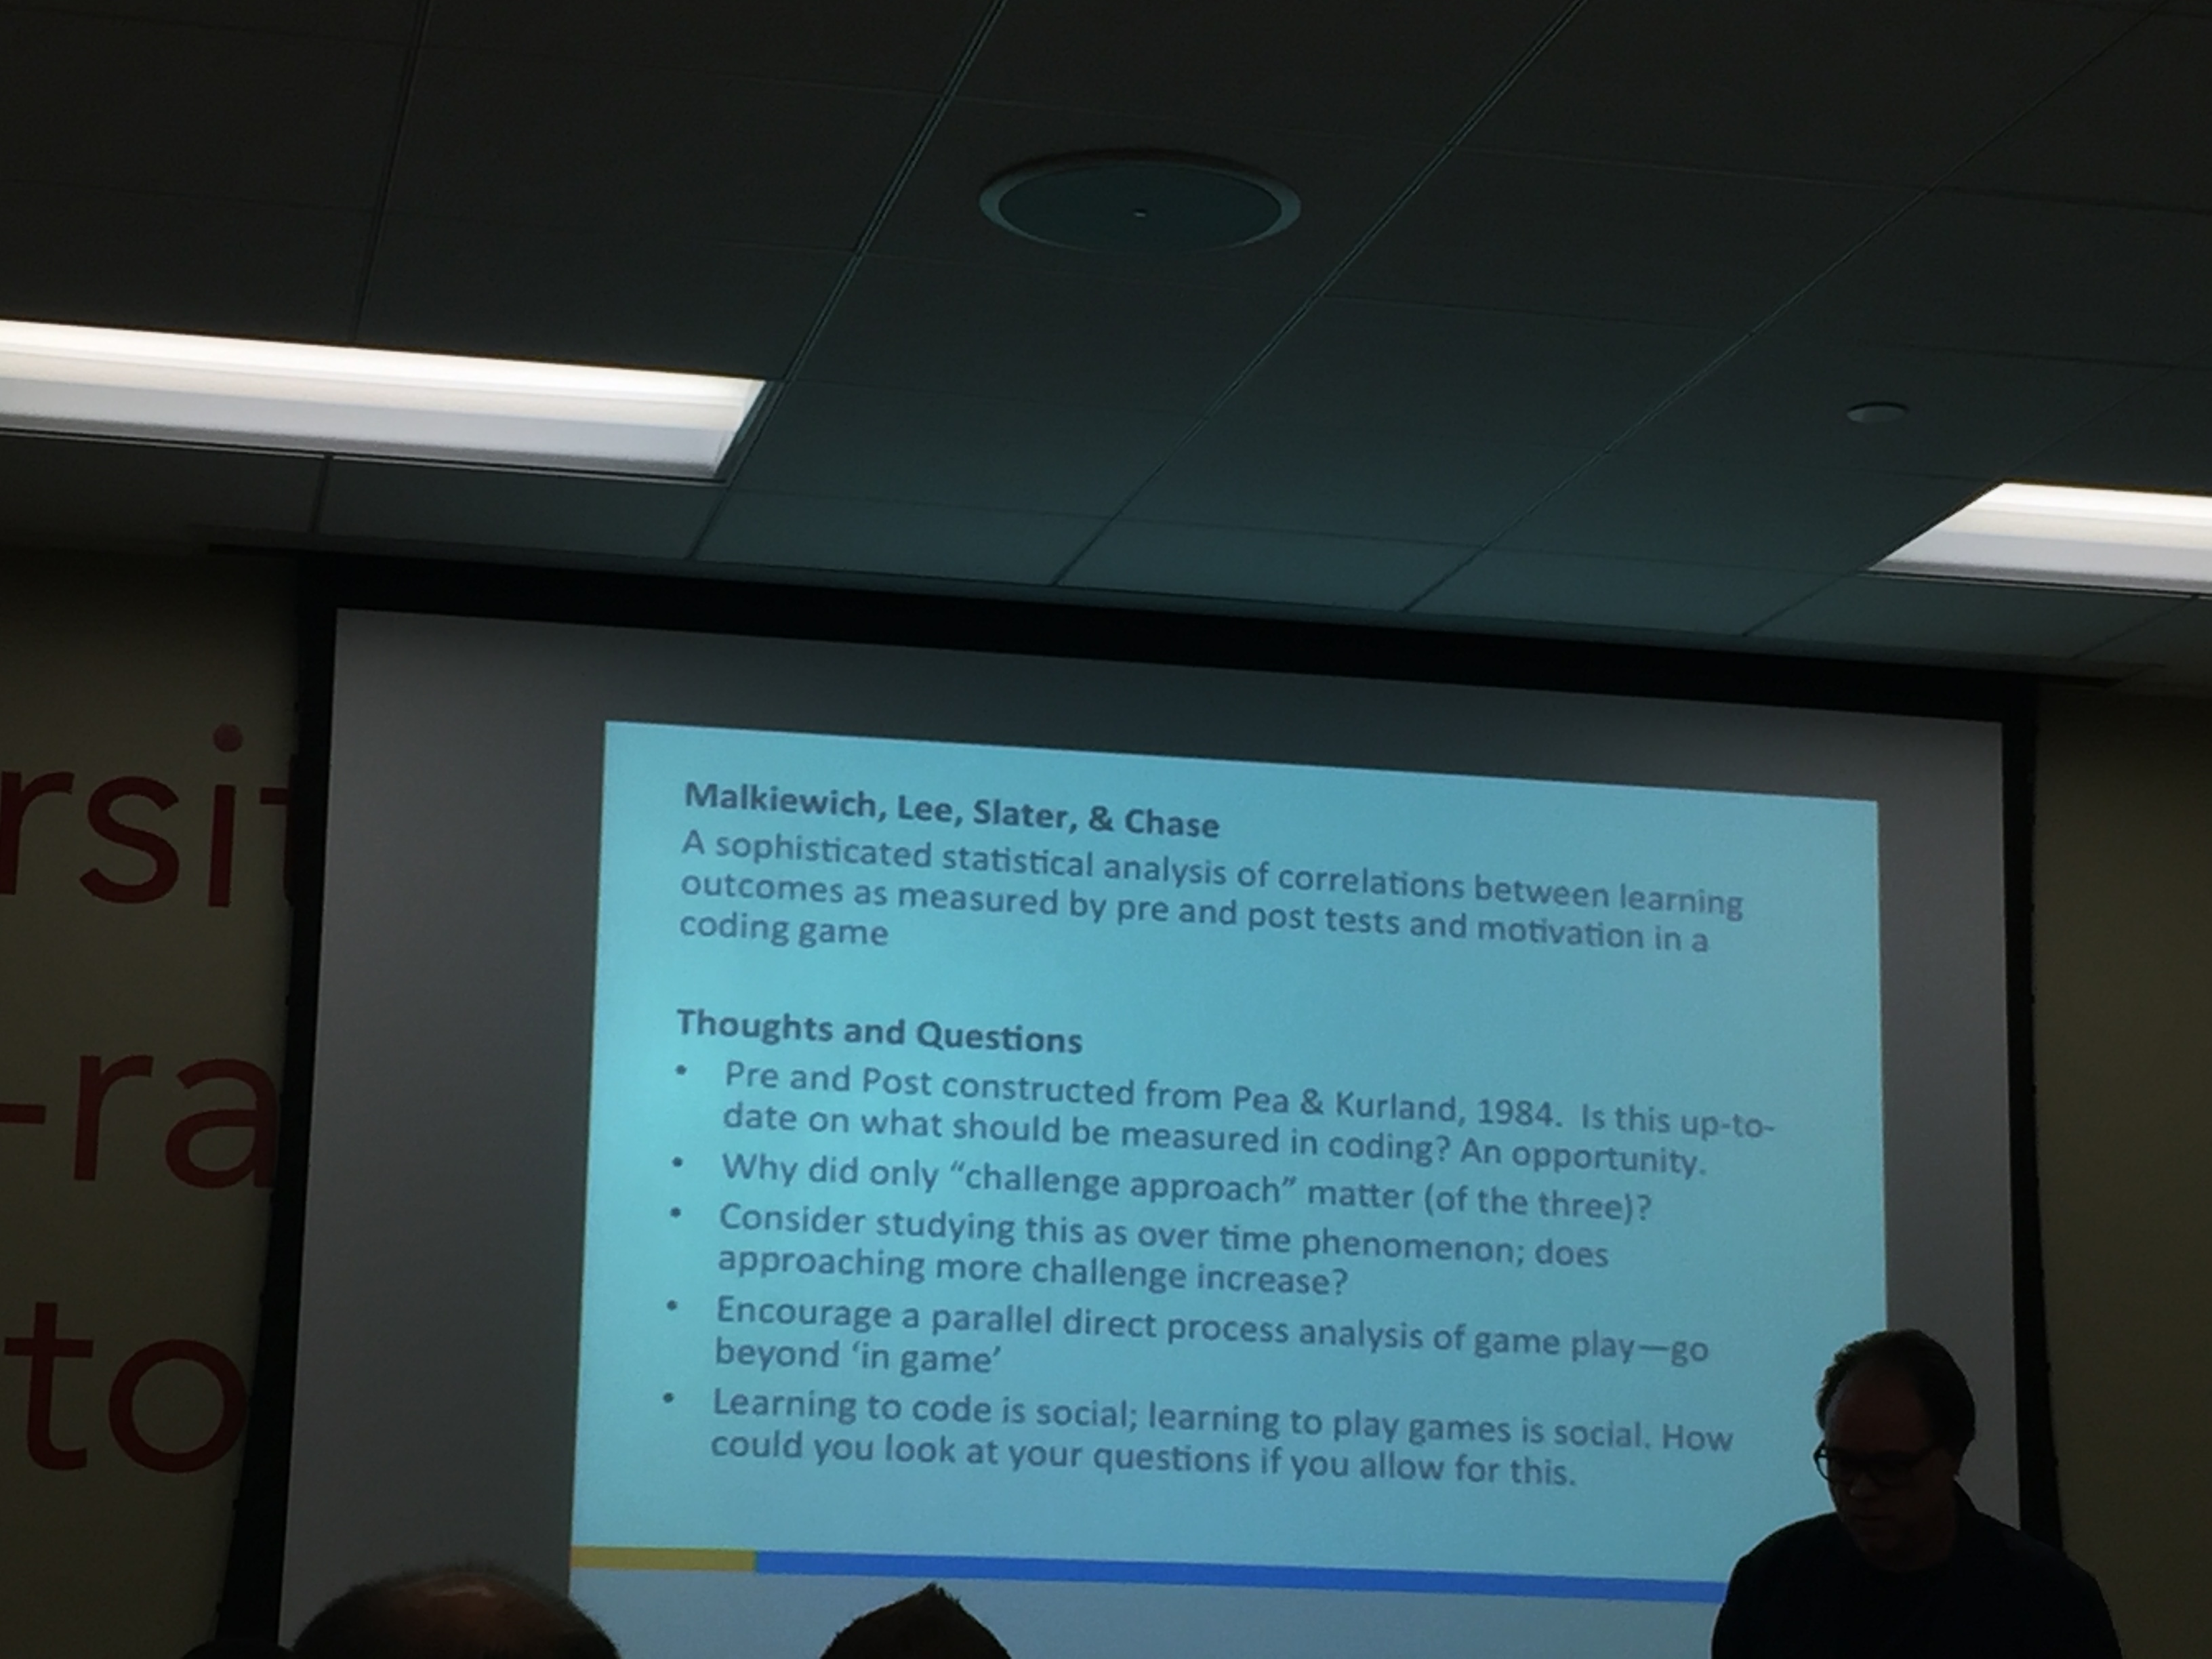 rsit
-ra
to
Malkiewich, Lee, Slater, & Chase
A sophisticated statistical analysis of correlations between learning
outcomes as measured by pre and post tests and motivation in a
coding game
Thoughts and Questions
• Pre and Post constructed from Pea & Kurland, 1984. Is this up-to-
date on what should be measured in coding? An opportunity.
• Why did only “challenge approach” matter (of the three)?
• Consider studying this as over time phenomenon; does
approaching more challenge increase?
• Encourage a parallel direct process analysis of game play—go
beyond ‘in game’
• Learning to code is social; learning to play games is social. How
could you look at your questions if you allow for this.